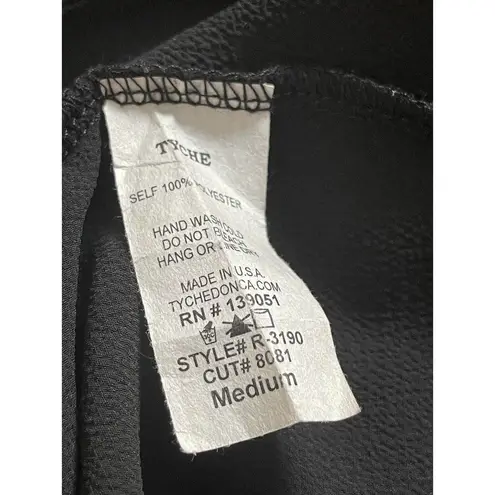 TYCHE
SELF 100% POLYESTER
HAND WASH COLD
DO NOT BLEACH
HANG OR LINE DRY
MADE IN U.S.A.
TYCHEDONCA.COM
RN # 139051
STYLE# R-3190
CUT# 8081
Medium